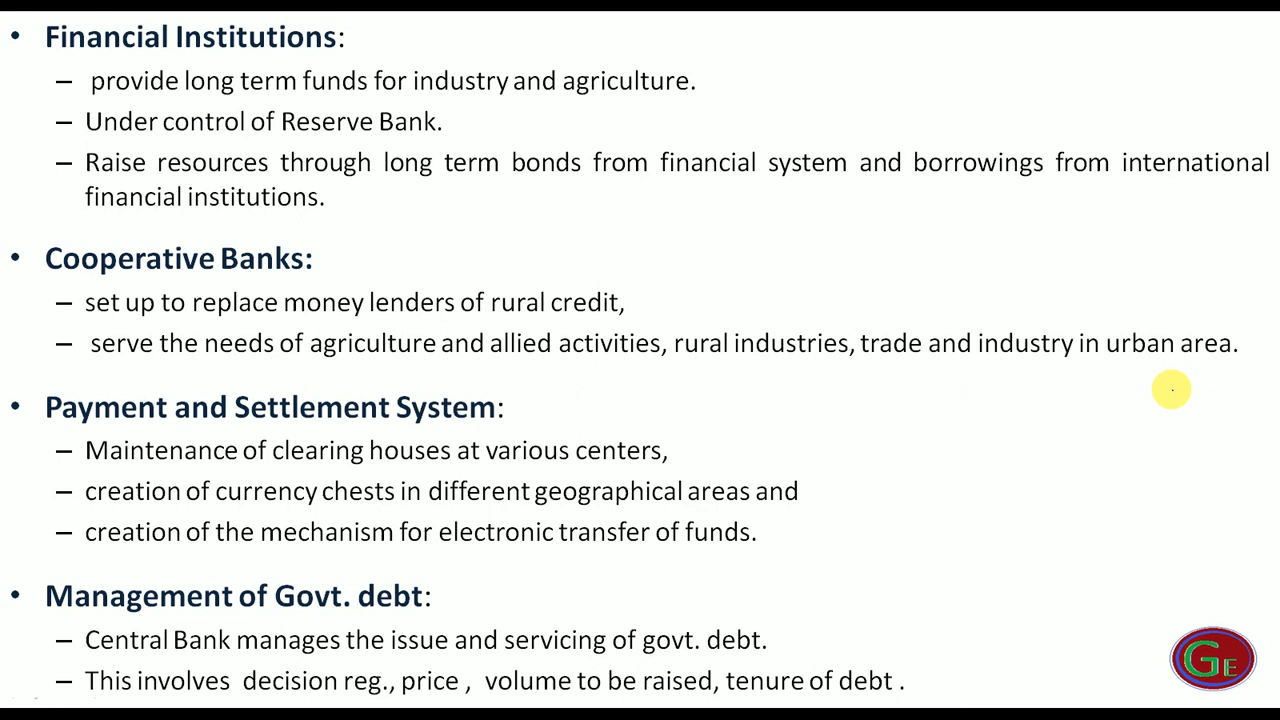 • Financial Institutions:
– provide long term funds for industry and agriculture.
– Under control of Reserve Bank.
– Raise resources through long term bonds from financial system and borrowings from international
financial institutions.
• Cooperative Banks:
– set up to replace money lenders of rural credit,
– serve the needs of agriculture and allied activities, rural industries, trade and industry in urban area.
• Payment and Settlement System:
– Maintenance of clearing houses at various centers,
– creation of currency chests in different geographical areas and
– creation of the mechanism for electronic transfer of funds.
• Management of Govt. debt:
– Central Bank manages the issue and servicing of govt. debt.
– This involves decision reg., price , volume to be raised, tenure of debt .
GE